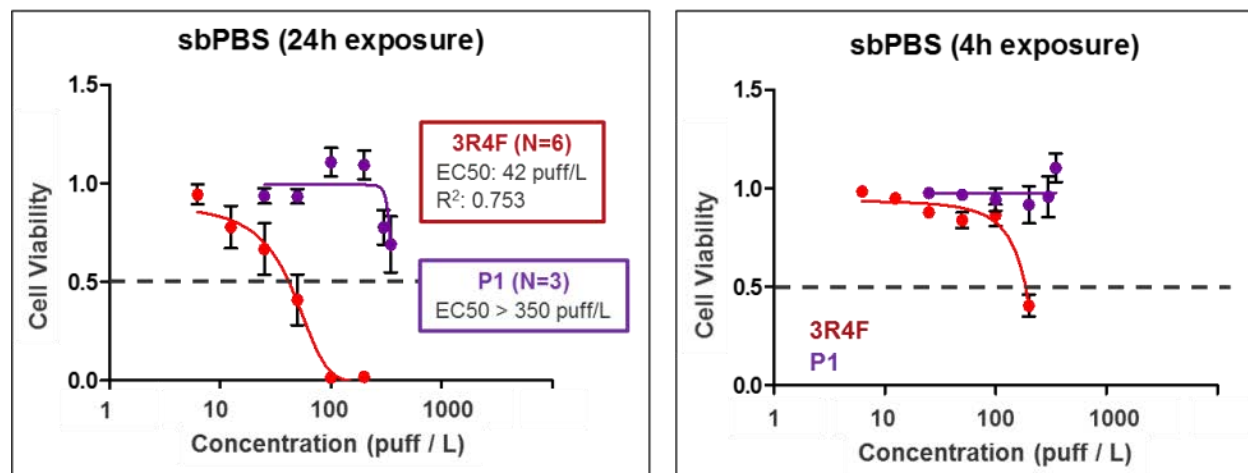 sbPBS (24h exposure)
1.5
1.0
0.5
0.0
Cell Viability
3R4F (N=6)
EC50: 42 puff/L
R²: 0.753
P1 (N=3)
EC50 > 350 puff/L
1
10
100
1000
Concentration (puff / L)
sbPBS (4h exposure)
1.5
1.0
0.5
0.0
Cell Viability
3R4F
P1
1
10
100
1000
Concentration (puff / L)